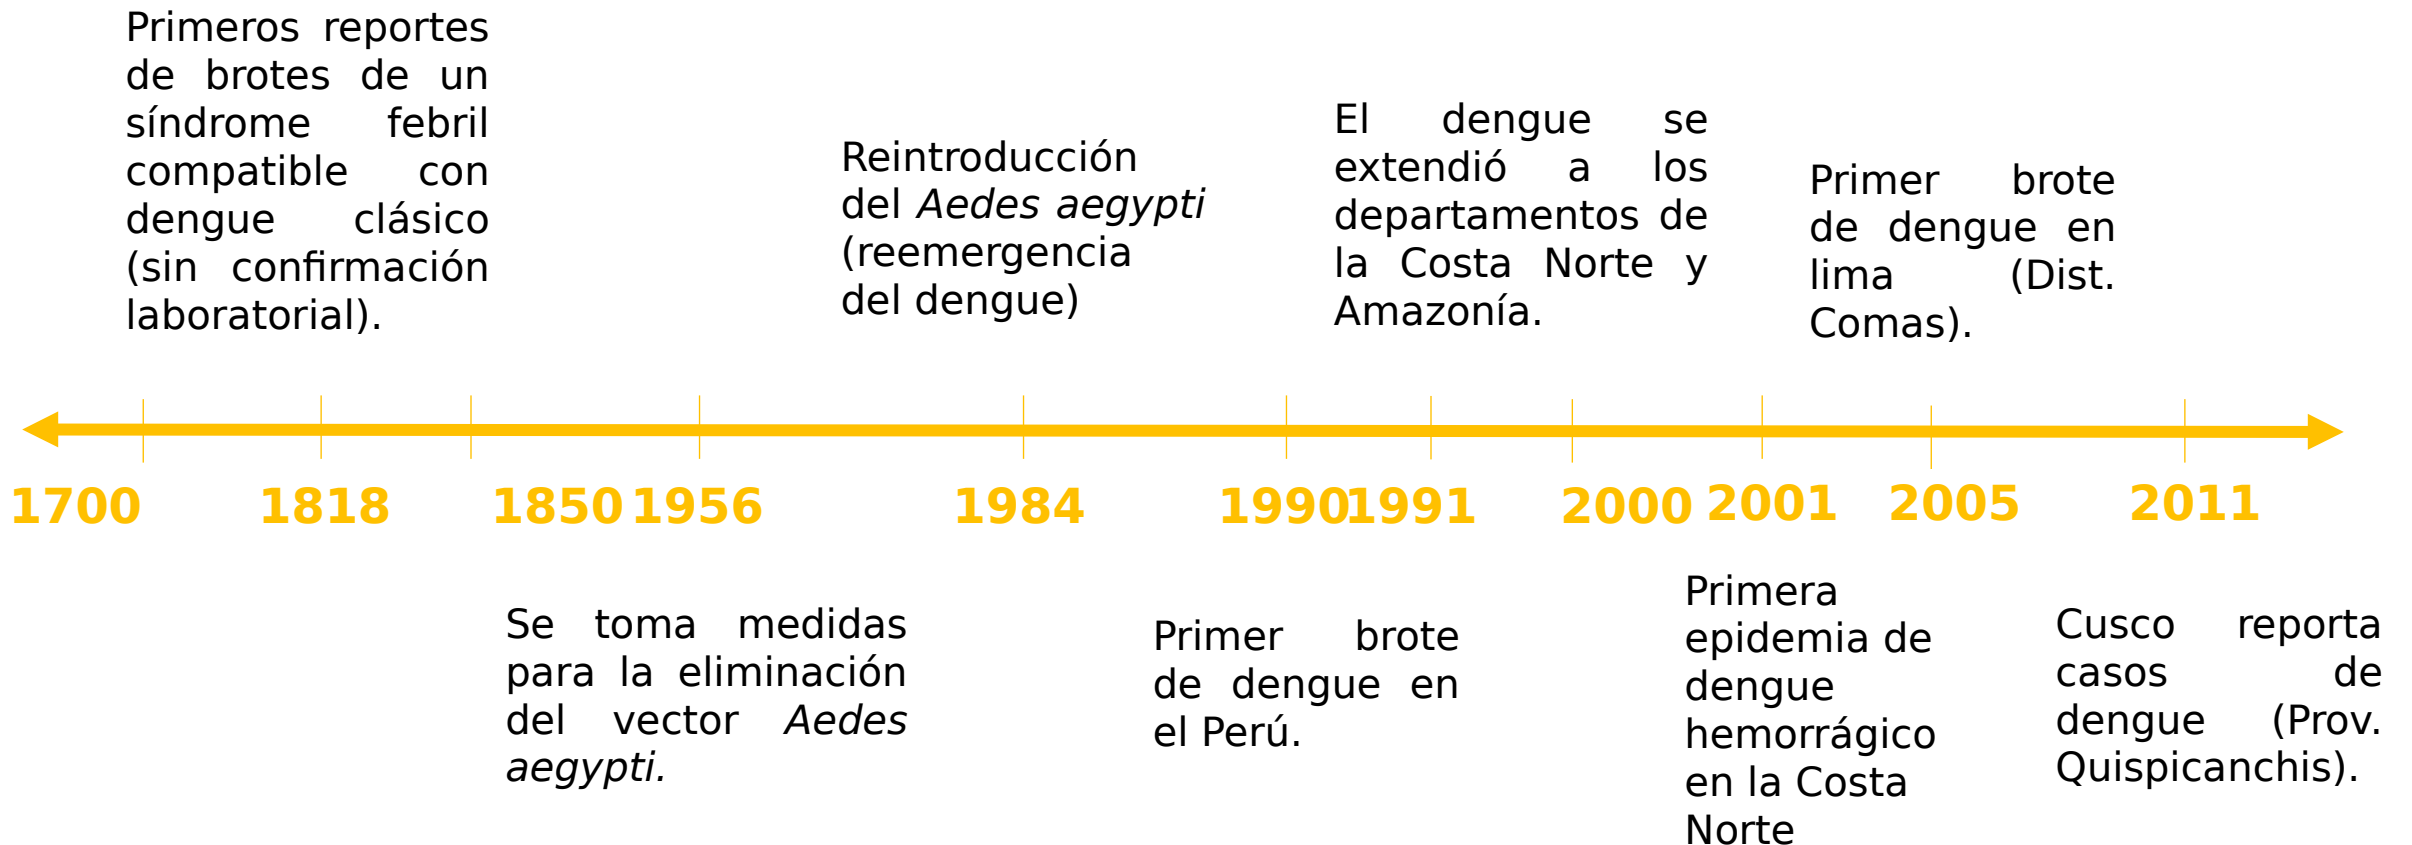 Primeros reportes
de brotes de un
síndrome febril
compatible con
dengue clásico
(sin confirmación
laboratorial).
Reintroducción
del Aedes aegypti
(reemergencia
del dengue)
El dengue se
extendió a los
departamentos de
la Costa Norte y
Amazonía.
Primer brote
de dengue en
lima (Dist.
Comas).
1700 1818 1850 1956 1984 1990 1991 2000 2001 2005 2011
Se toma medidas
para la eliminación
del vector Aedes
aegypti.
Primer brote
de dengue en
el Perú.
Primera
epidemia de
dengue
hemorrágico
en la Costa
Norte
Cusco reporta
casos de
dengue (Prov.
Quispicanchis).